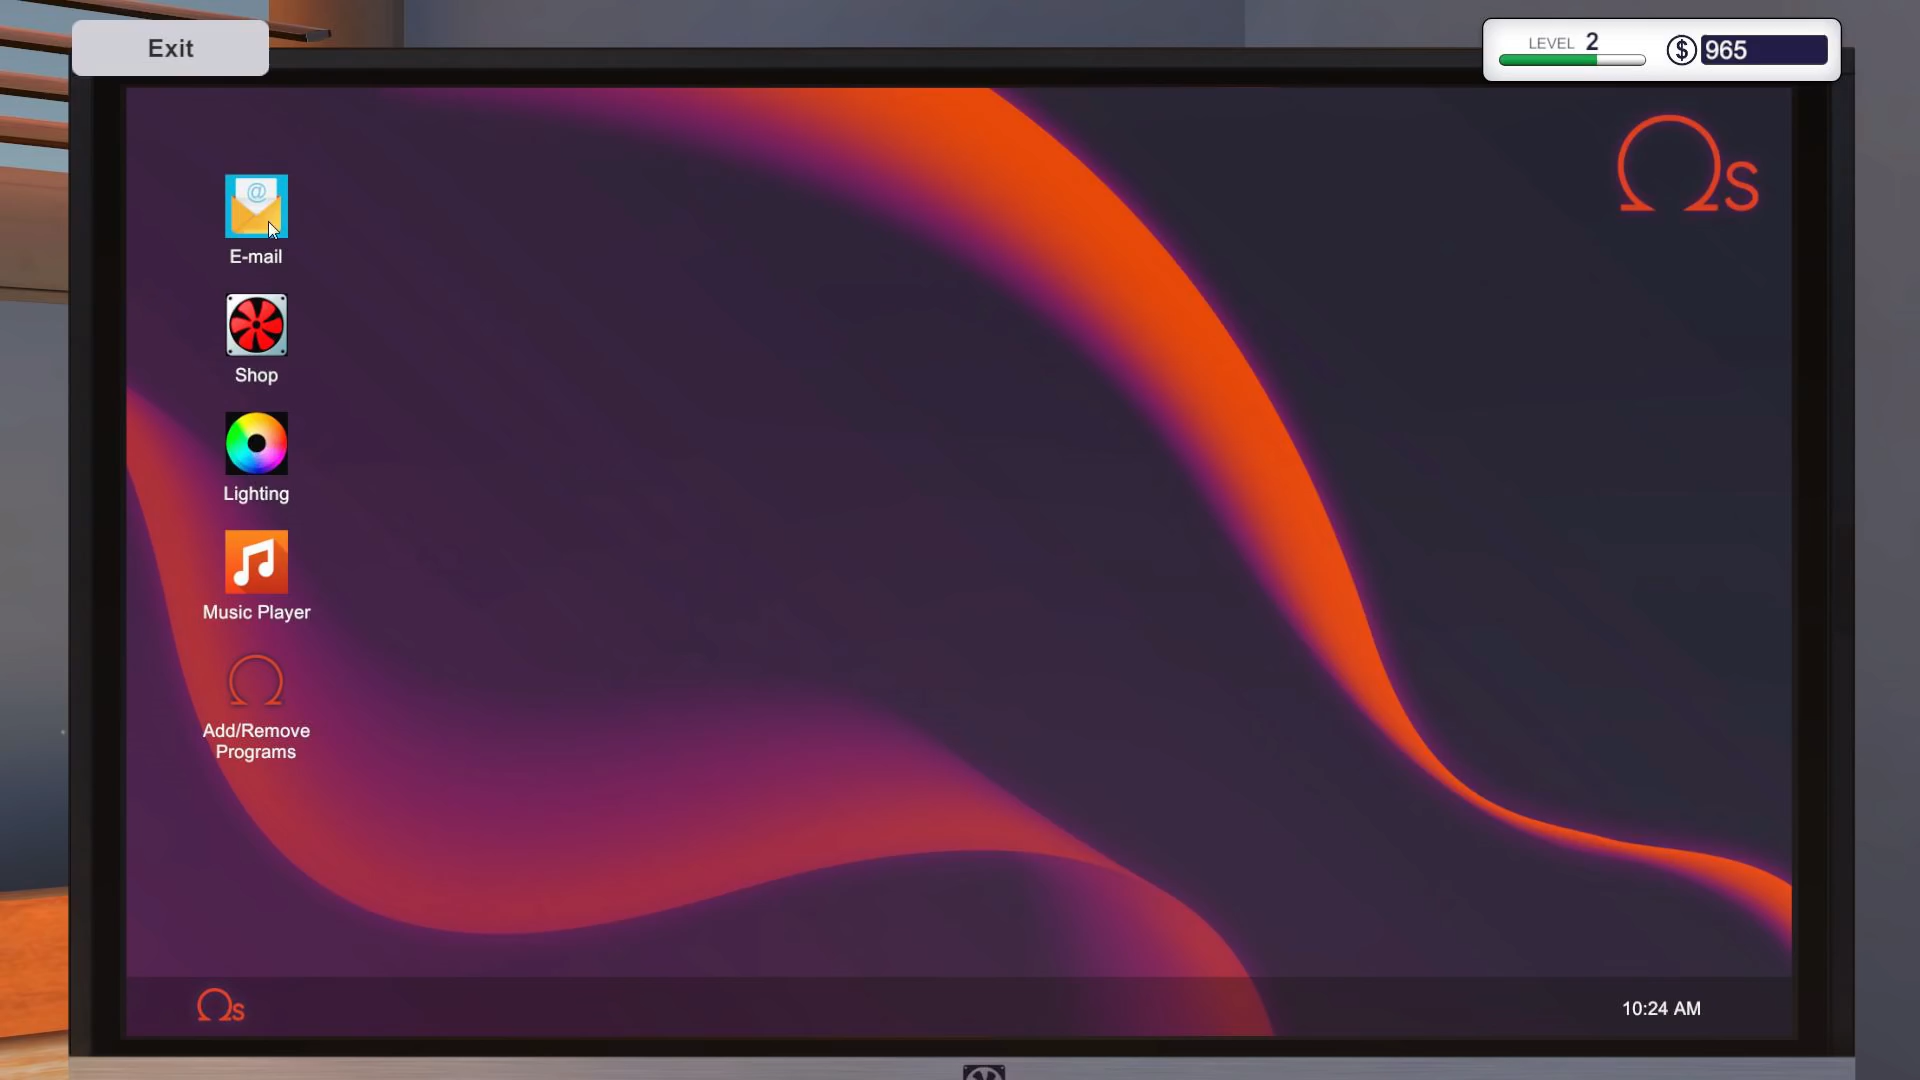 Exit
LEVEL 2
$ 965
Ωs
E-mail
Shop
Lighting
Music Player
Add/Remove
Programs
Ωs
10:24 AM